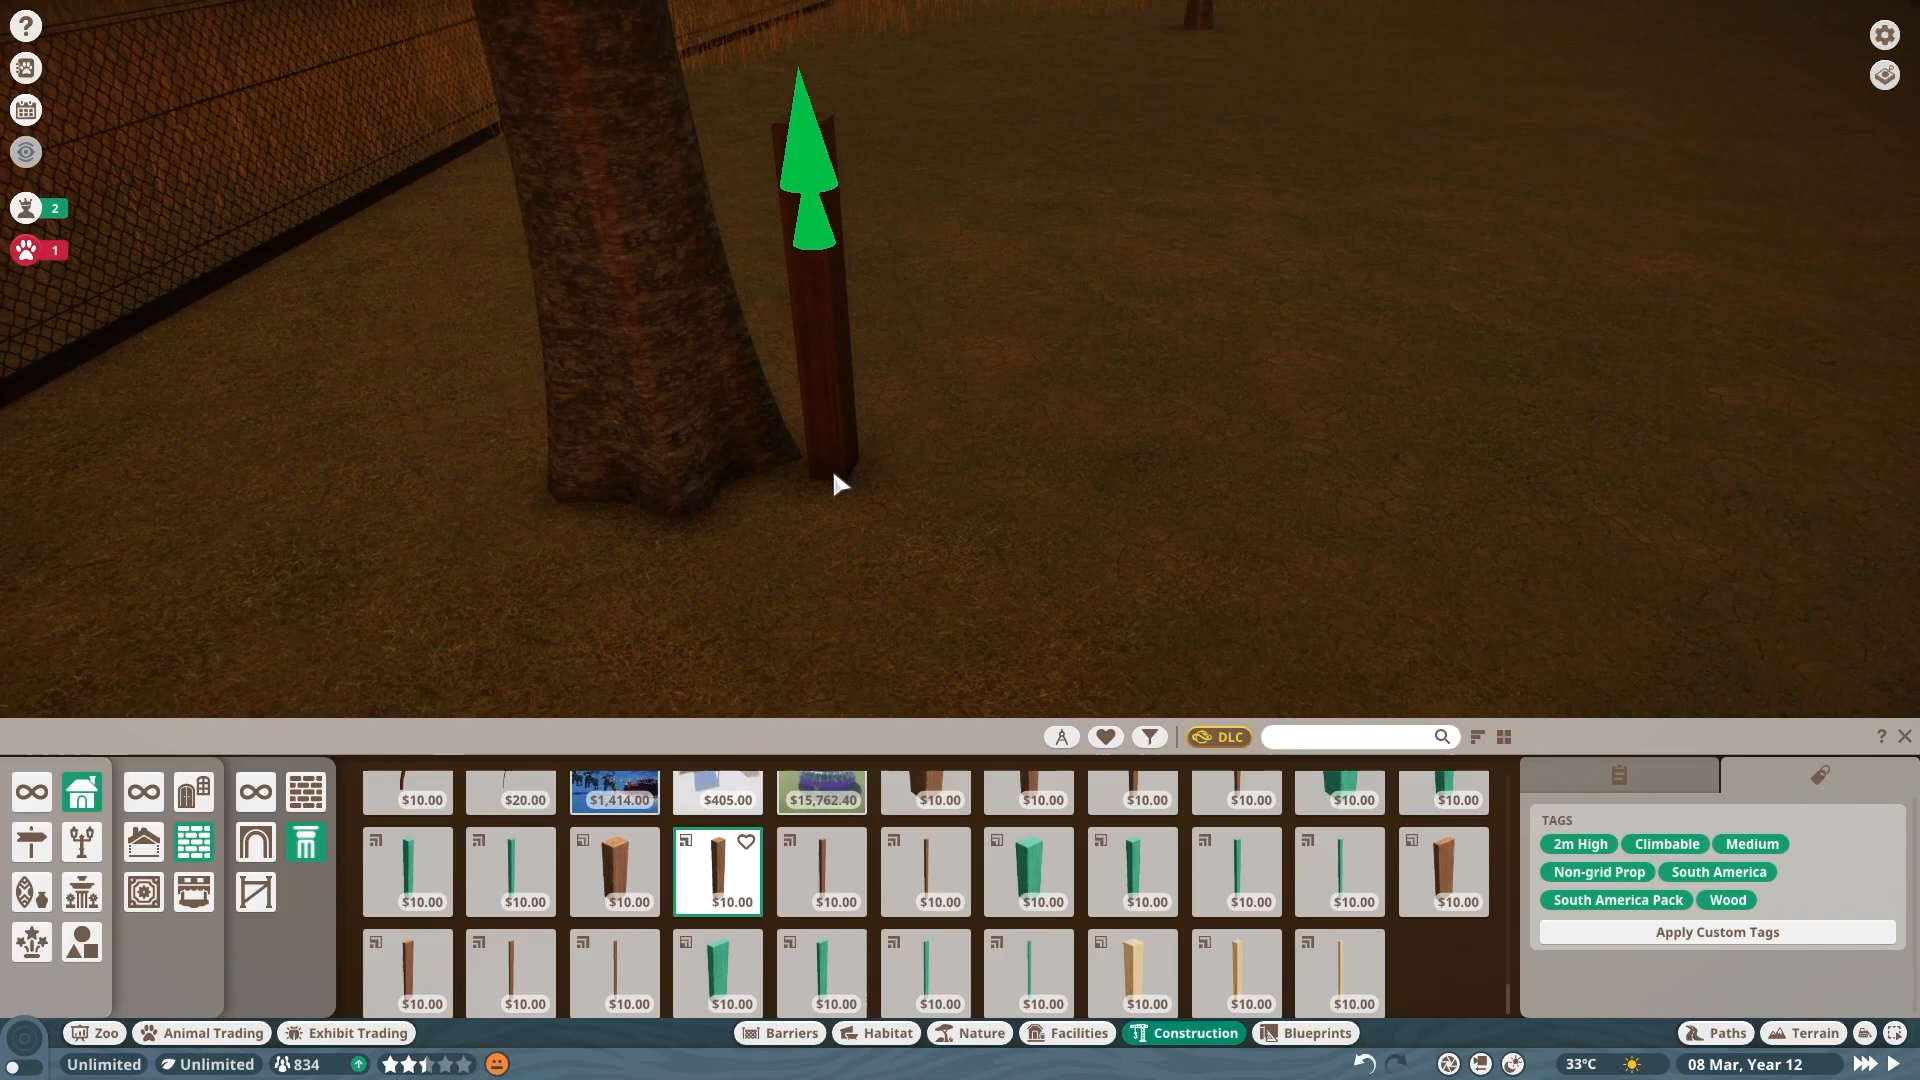 ?
2
1
DLC
?
$10.00 $20.00 $1,414.00 $405.00 $15,762.40 $10.00 $10.00 $10.00 $10.00 $10.00 $10.00
$10.00 $10.00 $10.00 $10.00 $10.00 $10.00 $10.00 $10.00 $10.00 $10.00 $10.00
$10.00 $10.00 $10.00 $10.00 $10.00 $10.00 $10.00 $10.00 $10.00 $10.00
TAGS
2m High Climbable Medium
Non-grid Prop South America
South America Pack Wood
Apply Custom Tags
Zoo Animal Trading Exhibit Trading Barriers Habitat Nature Facilities Construction Blueprints Paths Terrain
Unlimited Unlimited 834 33°C 08 Mar, Year 12